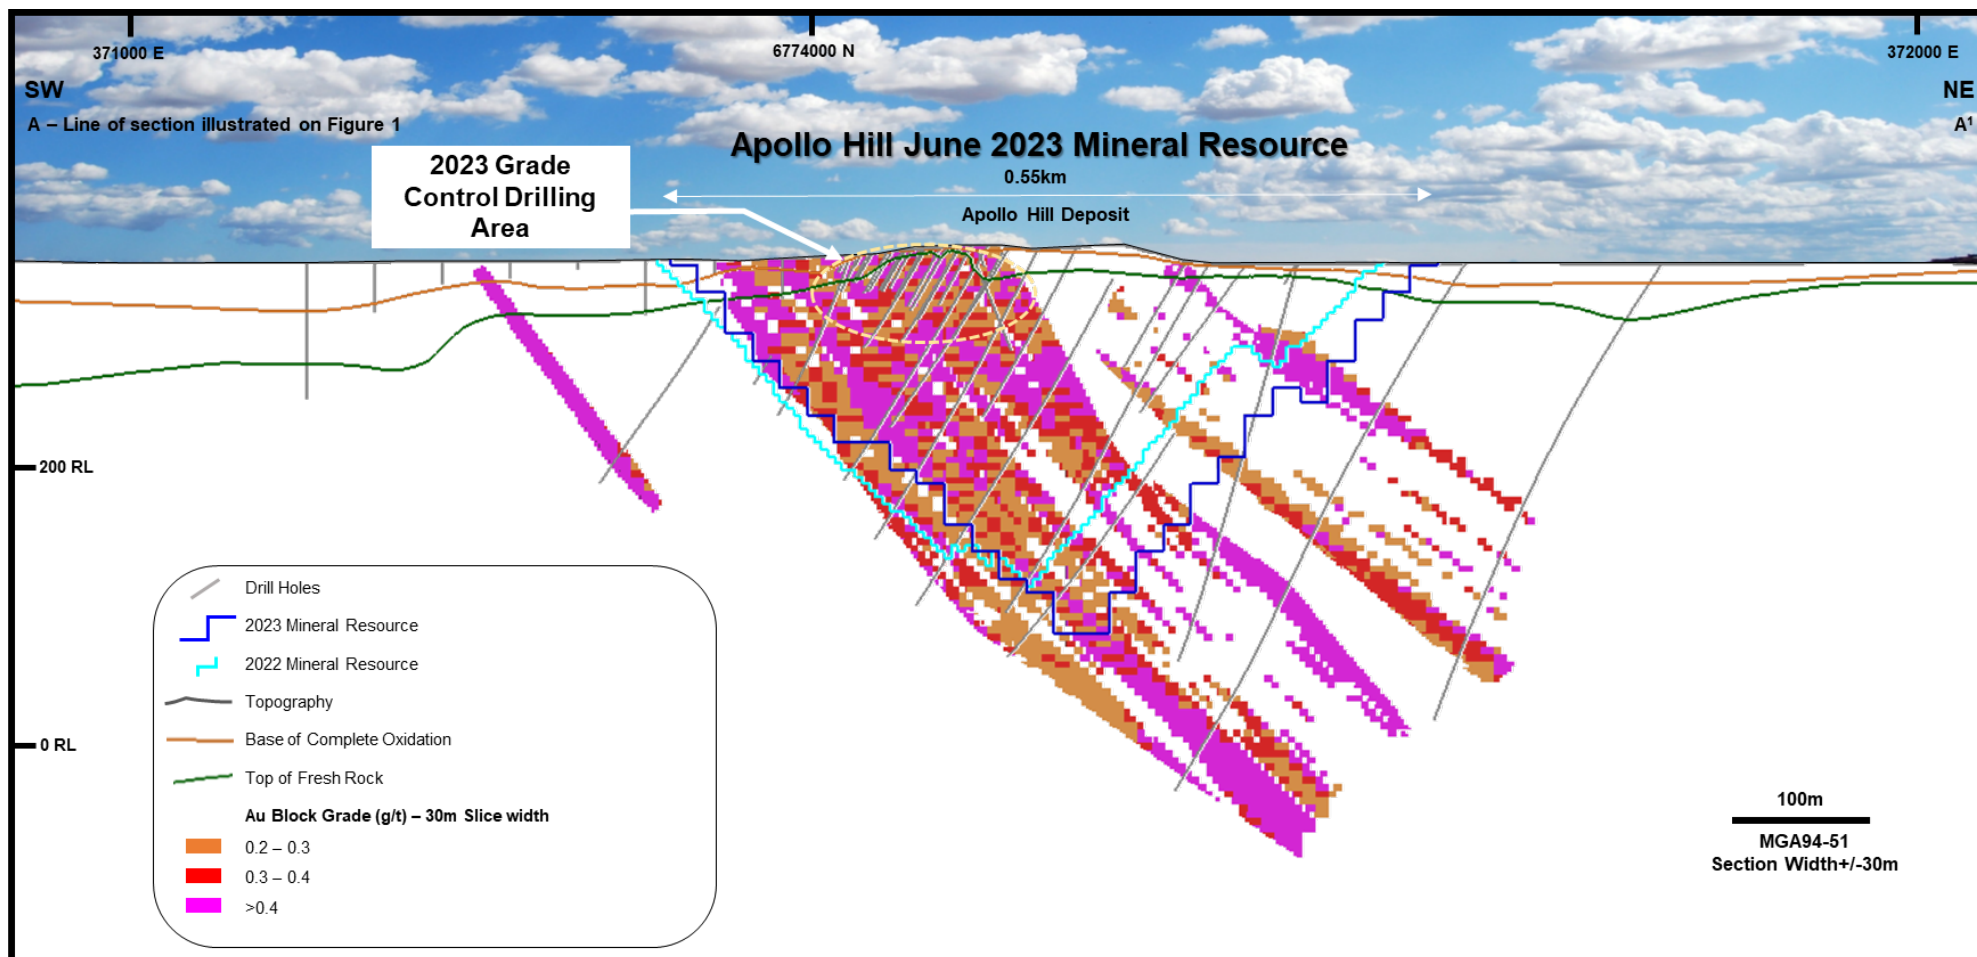 371000 E
6774000 N
372000 E
SW
NE
A – Line of section illustrated on Figure 1
A¹
Apollo Hill June 2023 Mineral Resource
2023 Grade
Control Drilling
Area
0.55km
Apollo Hill Deposit
200 RL
0 RL
Drill Holes
2023 Mineral Resource
2022 Mineral Resource
Topography
Base of Complete Oxidation
Top of Fresh Rock
Au Block Grade (g/t) – 30m Slice width
0.2 – 0.3
0.3 – 0.4
>0.4
100m
MGA94-51
Section Width+/-30m